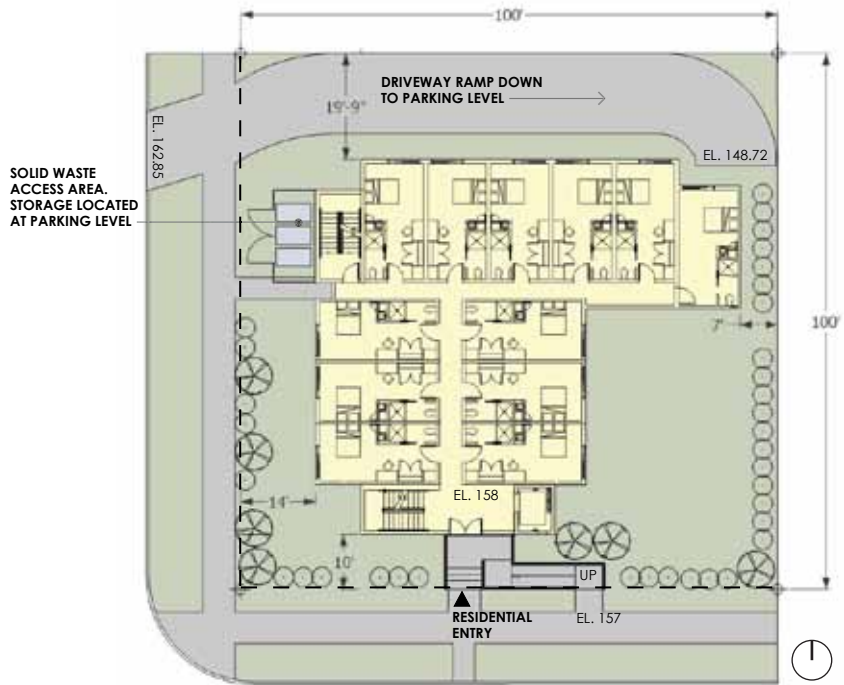 100'
DRIVEWAY RAMP DOWN
TO PARKING LEVEL
19'-9"
EL. 162.85
EL. 148.72
SOLID WASTE
ACCESS AREA.
STORAGE LOCATED
AT PARKING LEVEL
7'
100'
14'
EL. 158
10'
UP
RESIDENTIAL
ENTRY
EL. 157